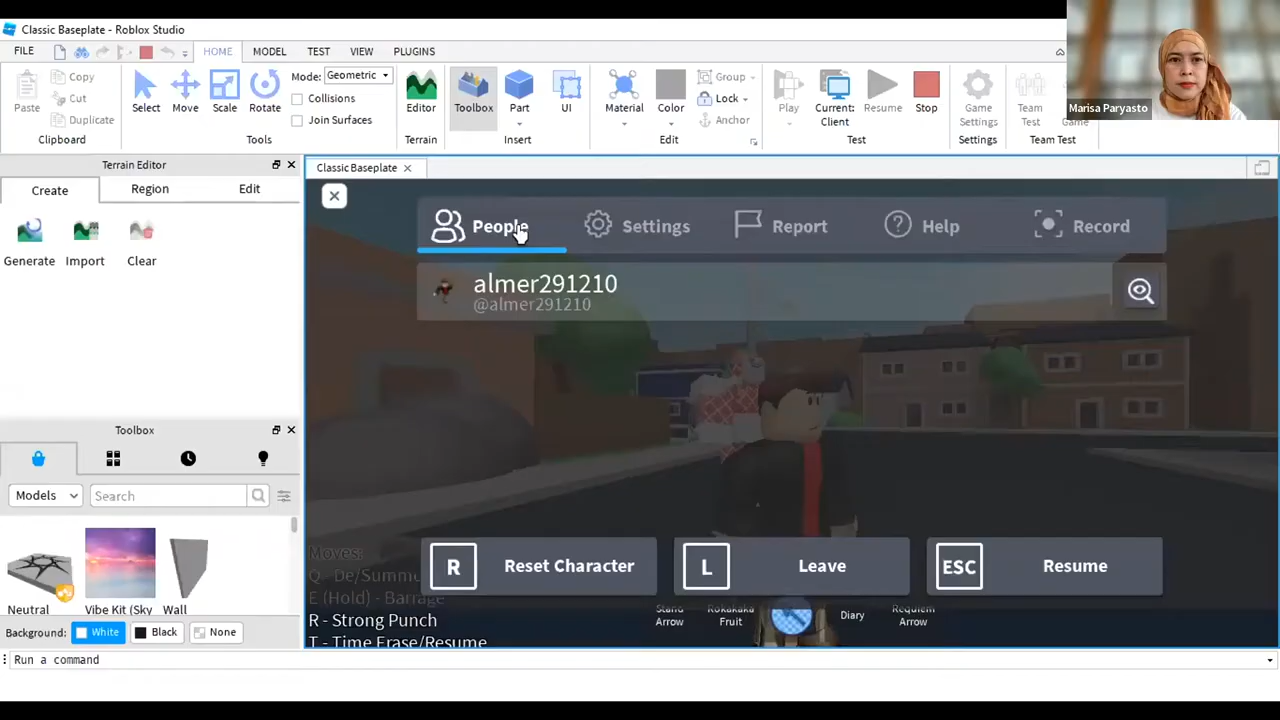 Classic Baseplate - Roblox Studio
FILE HOME MODEL TEST VIEW PLUGINS
Marisa Paryasto
Paste Copy Cut Duplicate
Clipboard
Select Move Scale Rotate
Mode: Geometric
Collisions
Join Surfaces
Tools
Editor
Terrain
Toolbox Part UI
Insert
Material Color Group Lock Anchor
Edit
Play Current: Client Resume Stop
Test
Game Settings
Settings
Team Test
Game
Team Test
Terrain Editor
Create Region Edit
Generate Import Clear
Classic Baseplate
People Settings Report Help Record
almer291210
@almer291210
R Reset Character L Leave ESC Resume
Moves:
Q - De/Summo
E (Hold) - Barrage
R - Strong Punch
T - Time Erase/Resume
Stand Arrow
Rokakaka Fruit
Diary
Requiem Arrow
Toolbox
Models Search
Neutral Vibe Kit (Sky Wall
Background: White Black None
Run a command